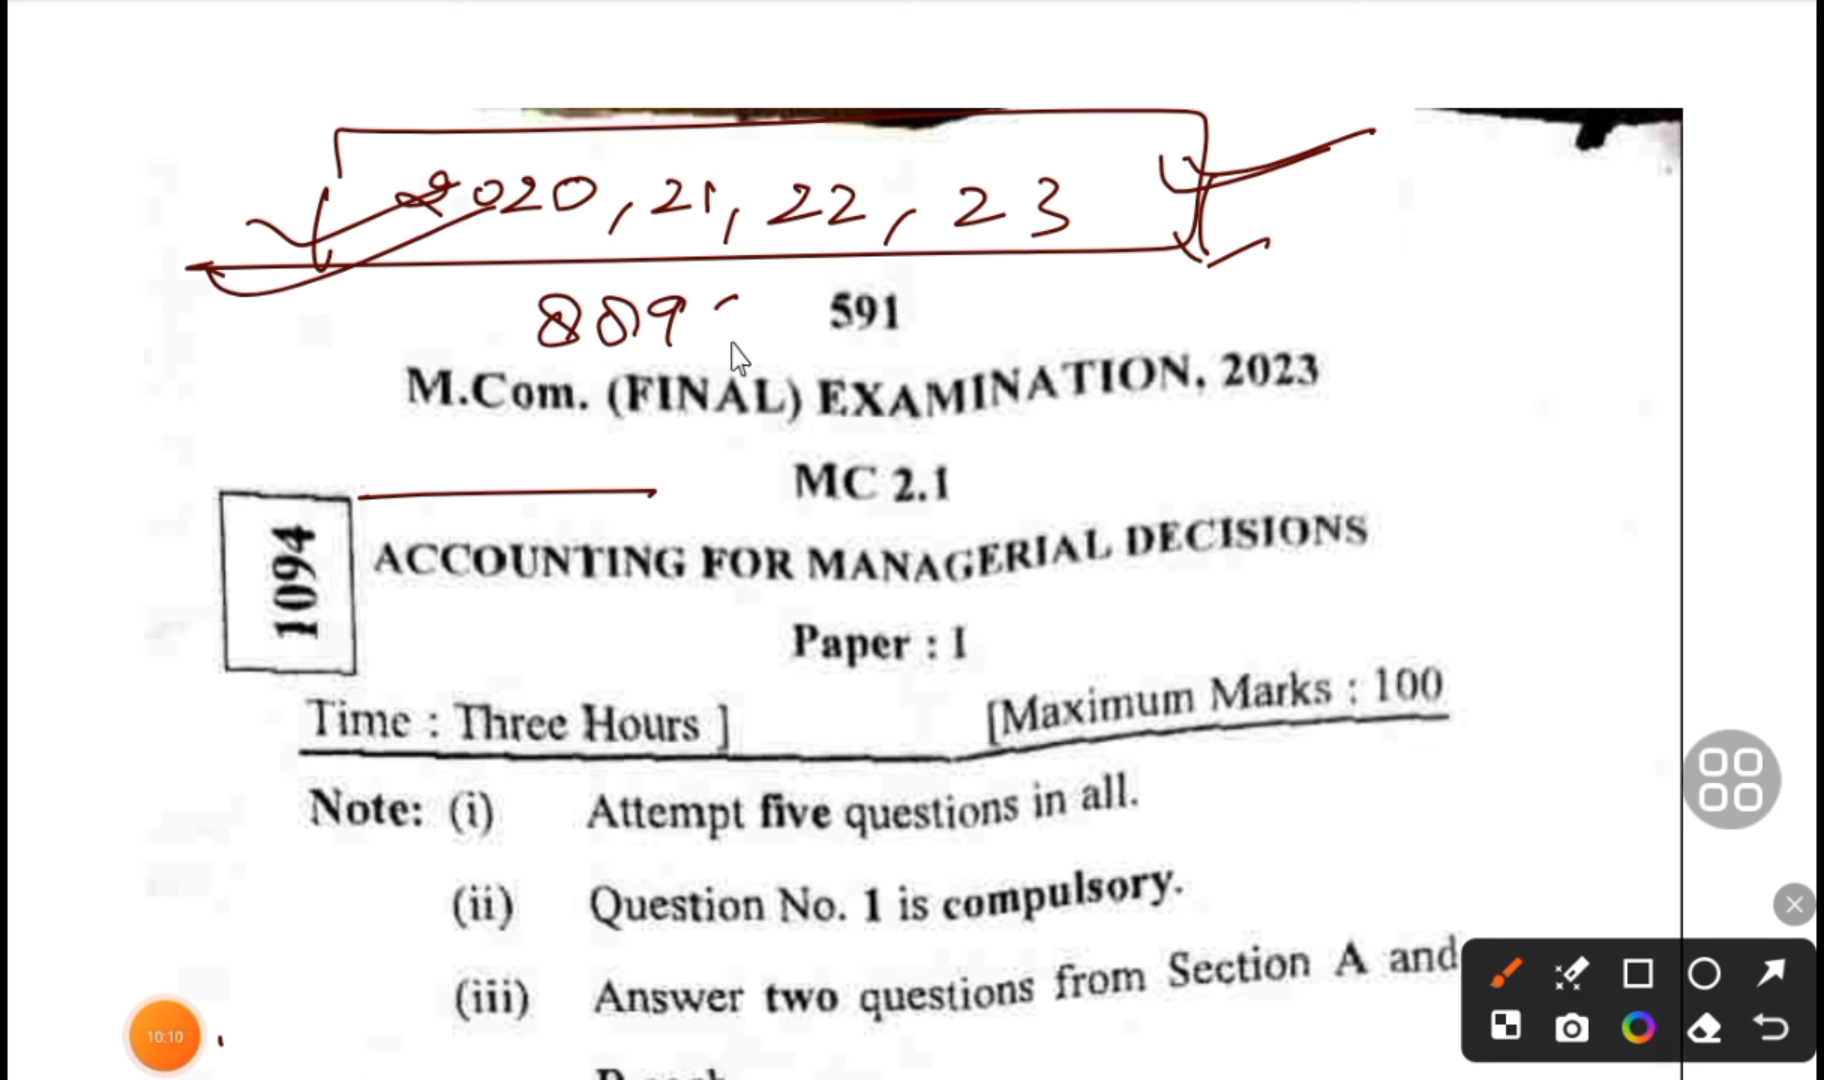 2020, 21, 22, 23
591
M.Com. (FINAL) EXAMINATION, 2023
MC 2.1
1094
ACCOUNTING FOR MANAGERIAL DECISIONS
Paper : I
Time : Three Hours ]
[Maximum Marks : 100
Note: (i) Attempt five questions in all.
(ii) Question No. 1 is compulsory.
(iii) Answer two questions from Section A and
10:10